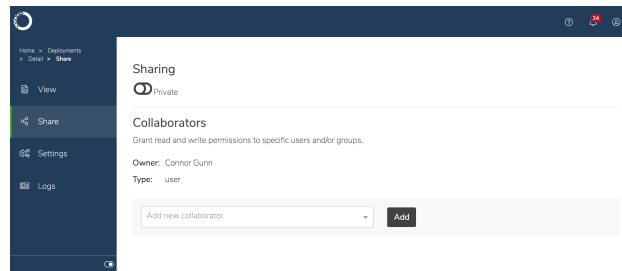 24
Home > Deployments
> Detail > Share
View
Share
Settings
Logs
Sharing
Private
Collaborators
Grant read and write permissions to specific users and/or groups.
Owner: Connor Gunn
Type: user
Add new collaborator
Add